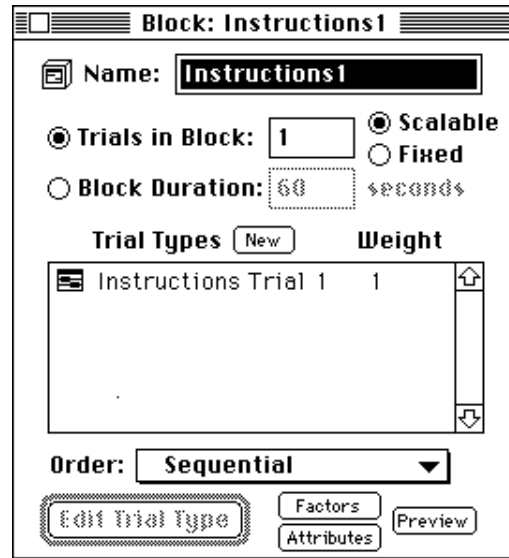 Block: Instructions1
Name: Instructions1
Trials in Block: 1
Scalable
Fixed
Block Duration: 60 seconds
Trial Types New Weight
Instructions Trial 1 1
Order: Sequential
Edit Trial Type
Factors
Attributes
Preview